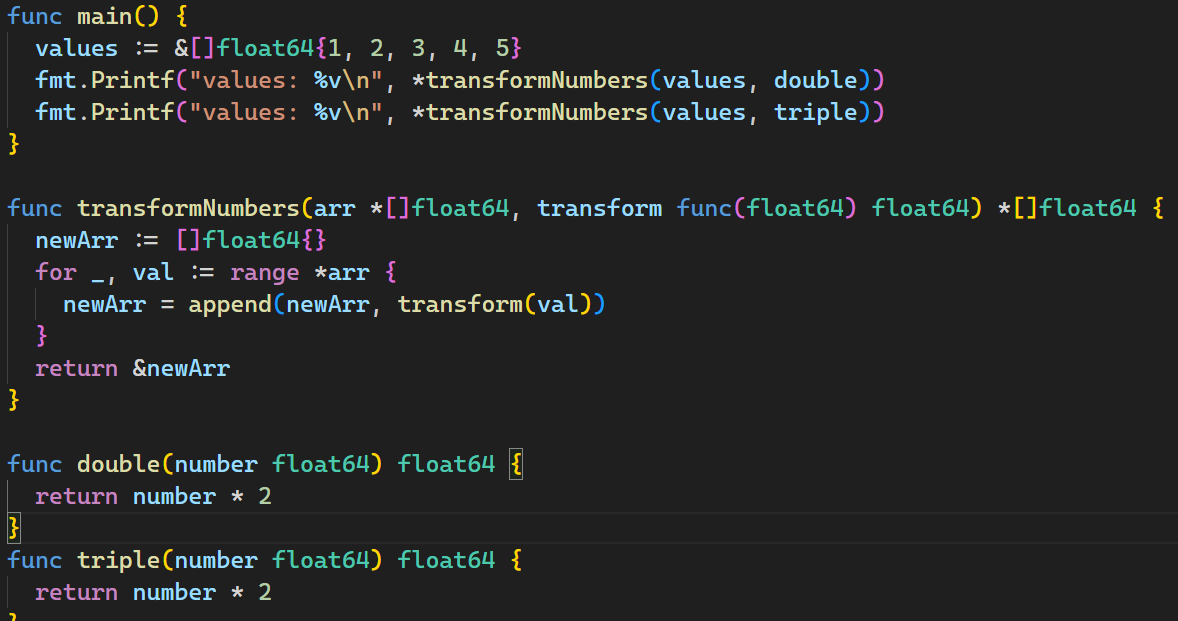 func main() {
  values := &[]float64{1, 2, 3, 4, 5}
  fmt.Printf("values: %v\n", *transformNumbers(values, double))
  fmt.Printf("values: %v\n", *transformNumbers(values, triple))
}

func transformNumbers(arr *[]float64, transform func(float64) float64) *[]float64 {
  newArr := []float64{}
  for _, val := range *arr {
    newArr = append(newArr, transform(val))
  }
  return &newArr
}

func double(number float64) float64 {
  return number * 2
}
func triple(number float64) float64 {
  return number * 2
}